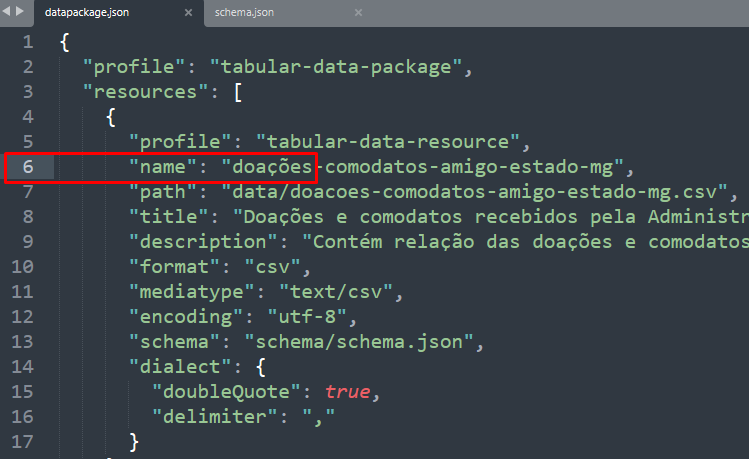 datapackage.json × schema.json ×
1 {
2 "profile": "tabular-data-package",
3 "resources": [
4 {
5 "profile": "tabular-data-resource",
6 "name": "doações-comodatos-amigo-estado-mg",
7 "path": "data/doacoes-comodatos-amigo-estado-mg.csv",
8 "title": "Doações e comodatos recebidos pela Administr
9 "description": "Contém relação das doações e comodatos
10 "format": "csv",
11 "mediatype": "text/csv",
12 "encoding": "utf-8",
13 "schema": "schema/schema.json",
14 "dialect": {
15 "doubleQuote": true,
16 "delimiter": ","
17 }